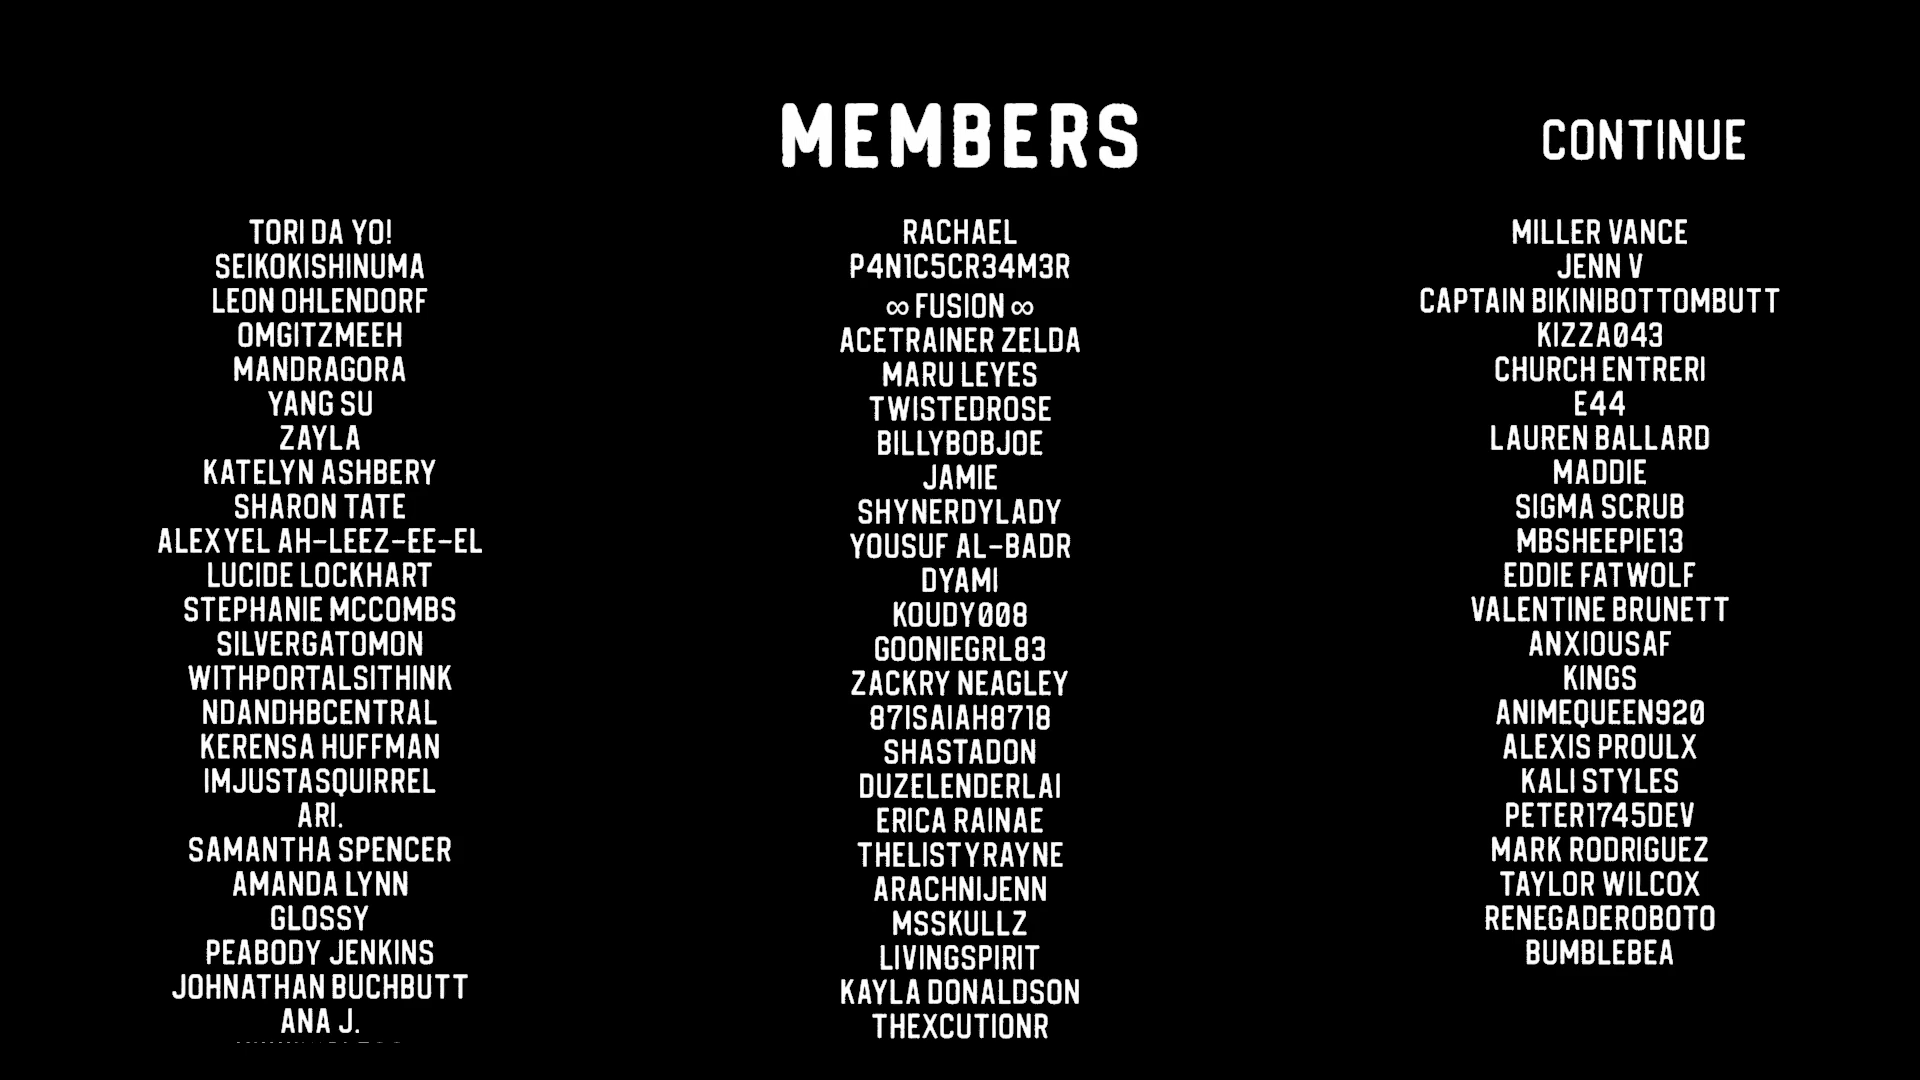 MEMBERS
CONTINUE
TORI DA YO!
SEIKOKISHINUMA
LEON OHLENDORF
OMGITZMEEH
MANDRAGORA
YANG SU
ZAYLA
KATELYN ASHBERY
SHARON TATE
ALEXYEL AH-LEEZ-EE-EL
LUCIDE LOCKHART
STEPHANIE MCCOMBS
SILVERGATOMON
WITHPORTALSITHINK
NDANDHBCENTRAL
KERENSA HUFFMAN
IMJUSTASQUIRREL
ARI.
SAMANTHA SPENCER
AMANDA LYNN
GLOSSY
PEABODY JENKINS
JOHNATHAN BUCHBUTT
ANA J.
RACHAEL
P4N1C5CR34M3R
∞ FUSION ∞
ACETRAINER ZELDA
MARU LEYES
TWISTEDROSE
BILLYBOBJOE
JAMIE
SHYNERDYLADY
YOUSUF AL-BADR
DYAMI
KOUDY008
GOONIEGRL83
ZACKRY NEAGLEY
87ISAIAH8718
SHASTADON
DUZELENDERLAI
ERICA RAINAE
THELISTYRAYNE
ARACHNIJENN
MSSKULLZ
LIVINGSPIRIT
KAYLA DONALDSON
THEXCUTIONR
MILLER VANCE
JENN V
CAPTAIN BIKINIBOTTOMBUTT
KIZZA043
CHURCH ENTRERI
E44
LAUREN BALLARD
MADDIE
SIGMA SCRUB
MBSHEEPIE13
EDDIE FATWOLF
VALENTINE BRUNETT
ANXIOUSAF
KINGS
ANIMEQUEEN920
ALEXIS PROULX
KALI STYLES
PETER1745DEV
MARK RODRIGUEZ
TAYLOR WILCOX
RENEGADEROBOTO
BUMBLEBEA